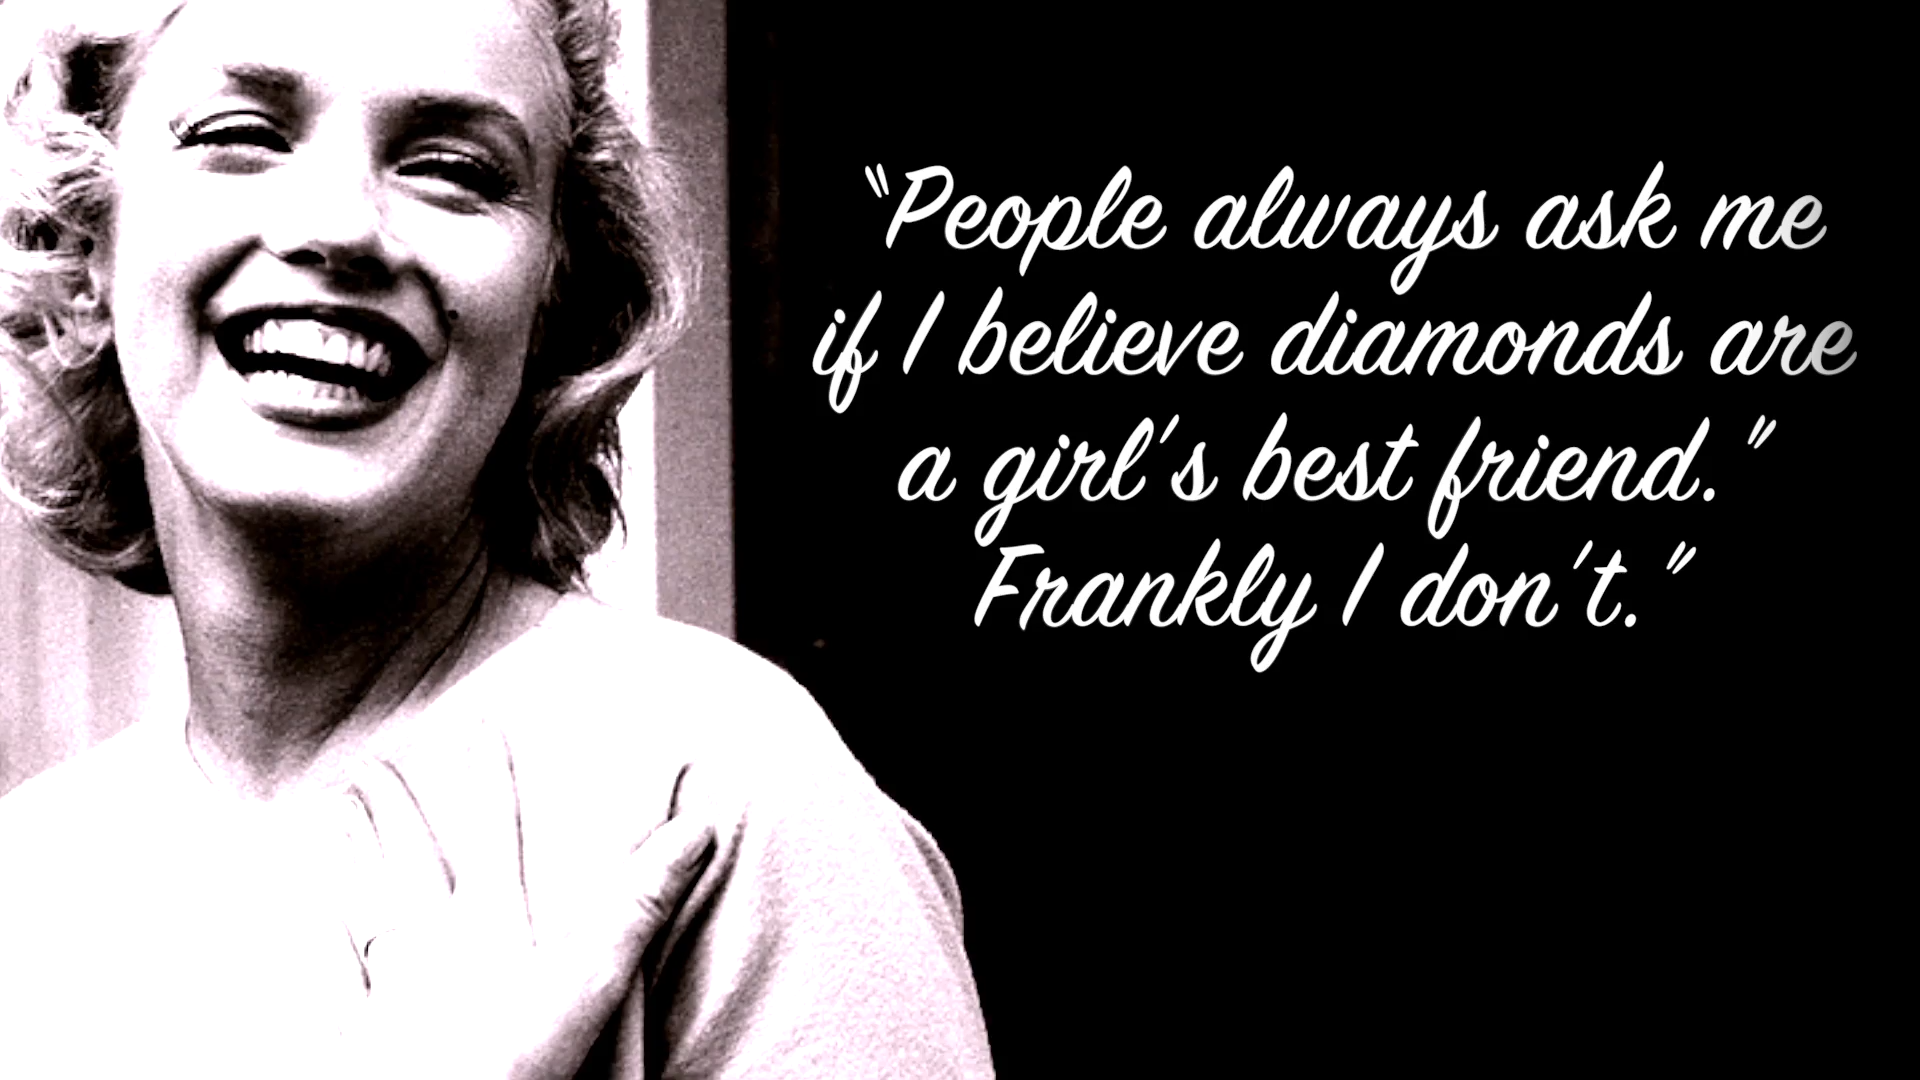 “People always ask me
if I believe diamonds are
a girl's best friend.”
Frankly I don't.”